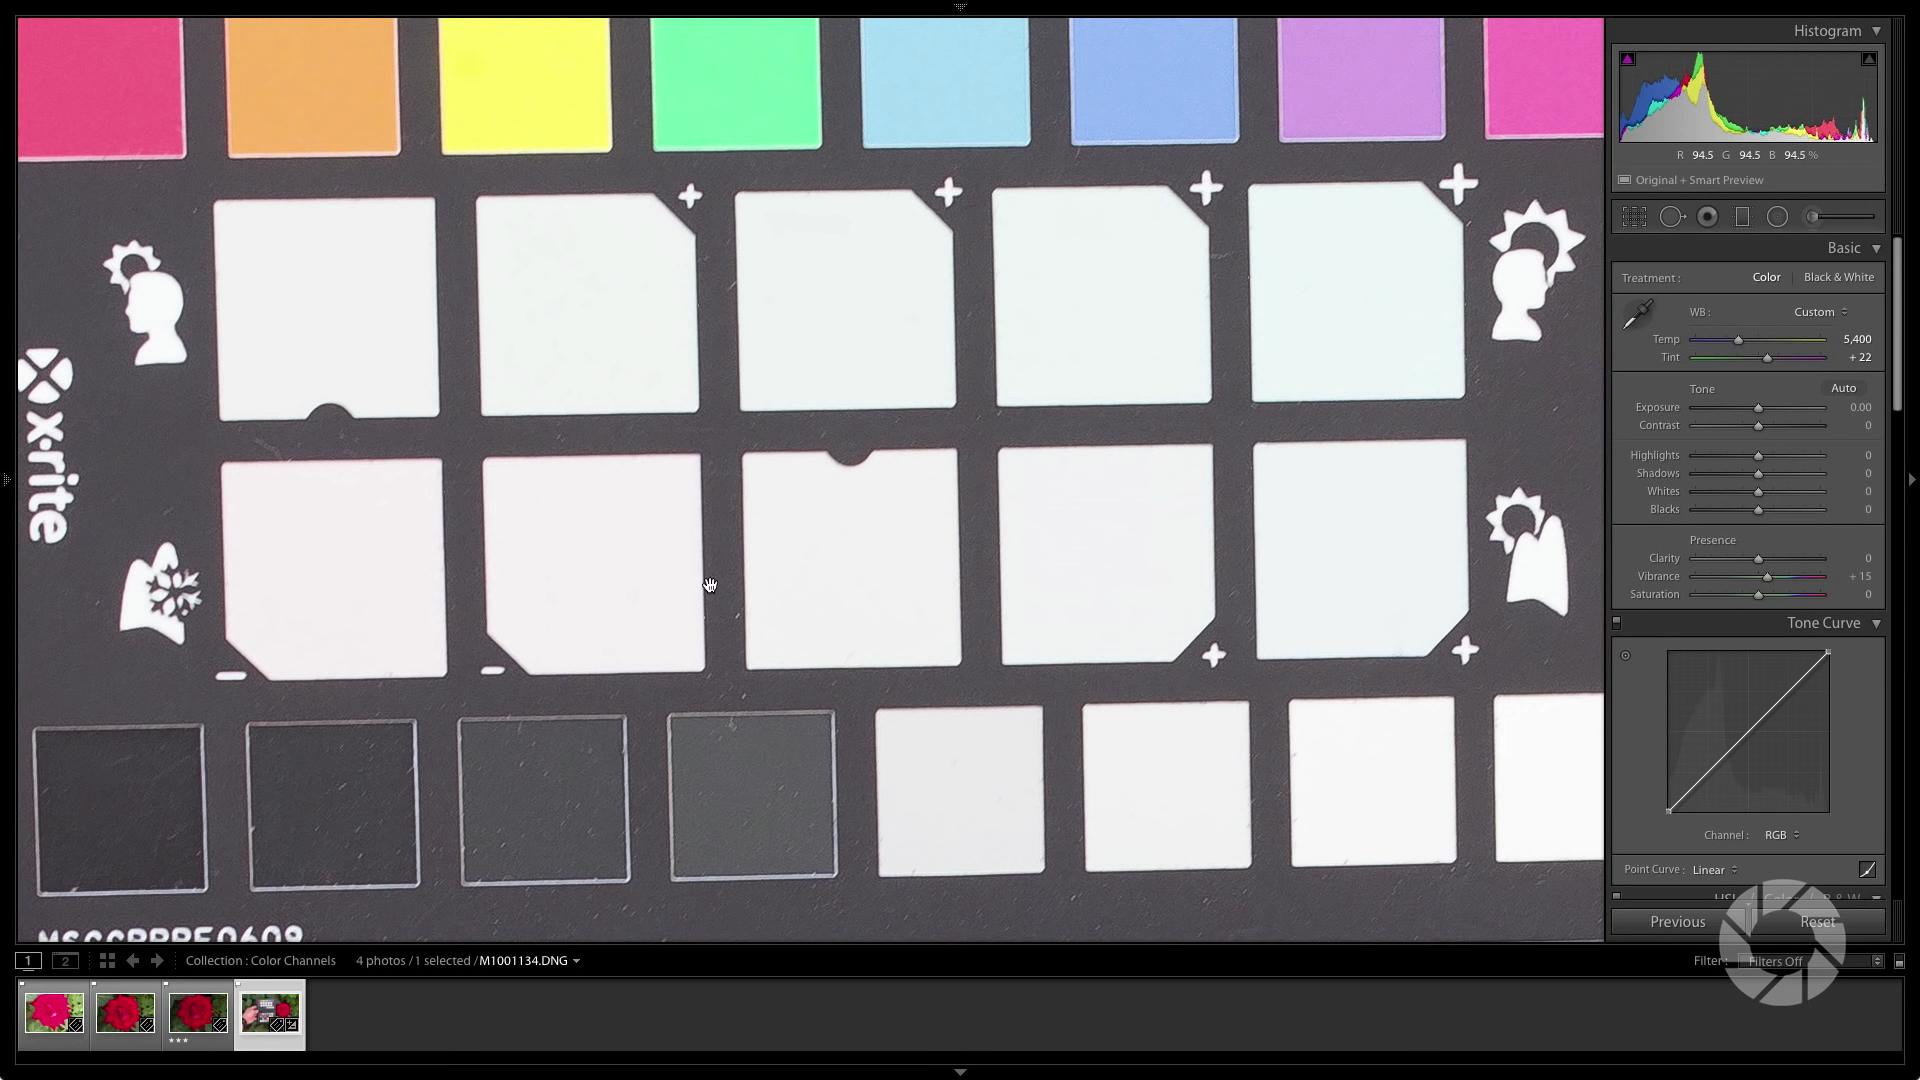 Histogram
R 94.5 G 94.5 B 94.5 %
Original + Smart Preview
Basic
Treatment : Color Black & White
WB : Custom
Temp 5,400
Tint + 22
Tone Auto
Exposure 0.00
Contrast 0
Highlights 0
Shadows 0
Whites 0
Blacks 0
Presence
Clarity 0
Vibrance + 15
Saturation 0
Tone Curve
Channel : RGB
Point Curve : Linear
Previous Reset
x-rite
1 2 Collection : Color Channels 4 photos / 1 selected / M1001134.DNG
Filter : Filters Off